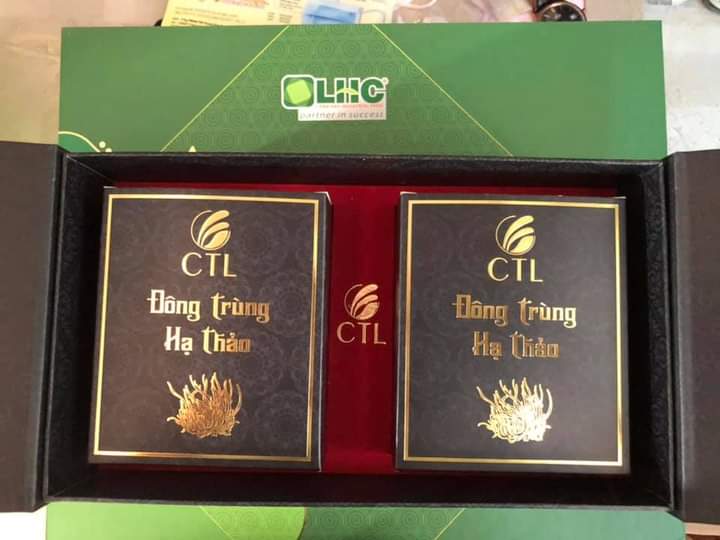 LHC
partner in success
CTL
Đông trùng
Hạ thảo
CTL
CTL
Đông trùng
Hạ thảo